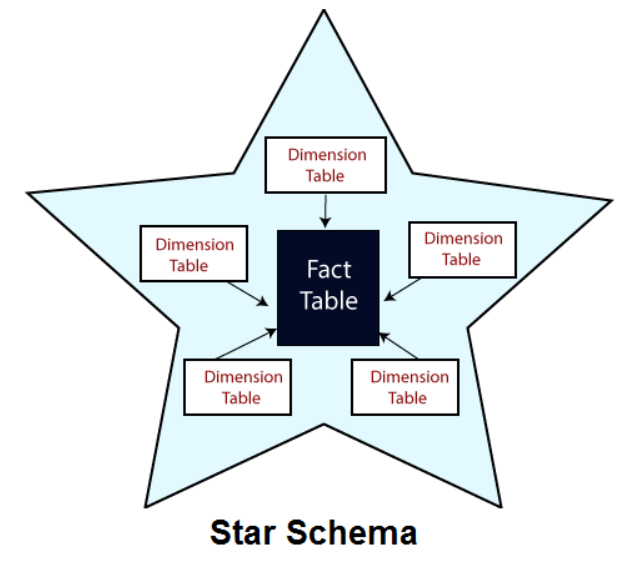 Dimension
Table
Dimension
Table
Fact
Table
Dimension
Table
Dimension
Table
Dimension
Table
Star Schema